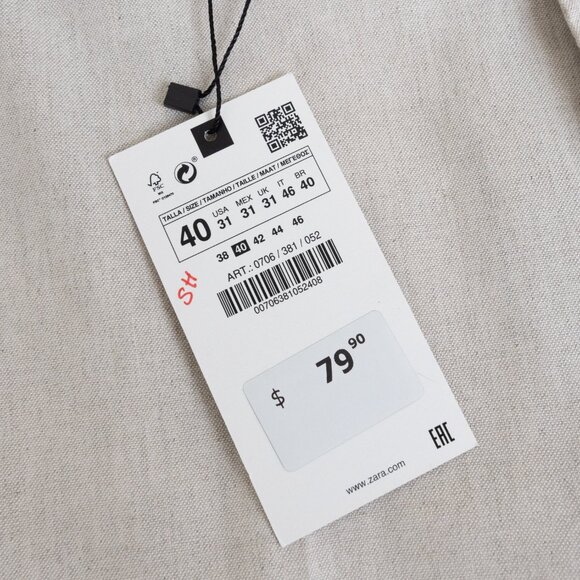 FSC
TALLA / SIZE / TAMANHO / TAILLE / MAAT / ΜΕΓΕΘΟΣ
40 USA 31 MEX 31 UK 31 IT 46 BR 40
38 40 42 44 46
ART.: 0706 / 381 / 052
SH
00706381052408
$ 79 90
EAC
www.zara.com